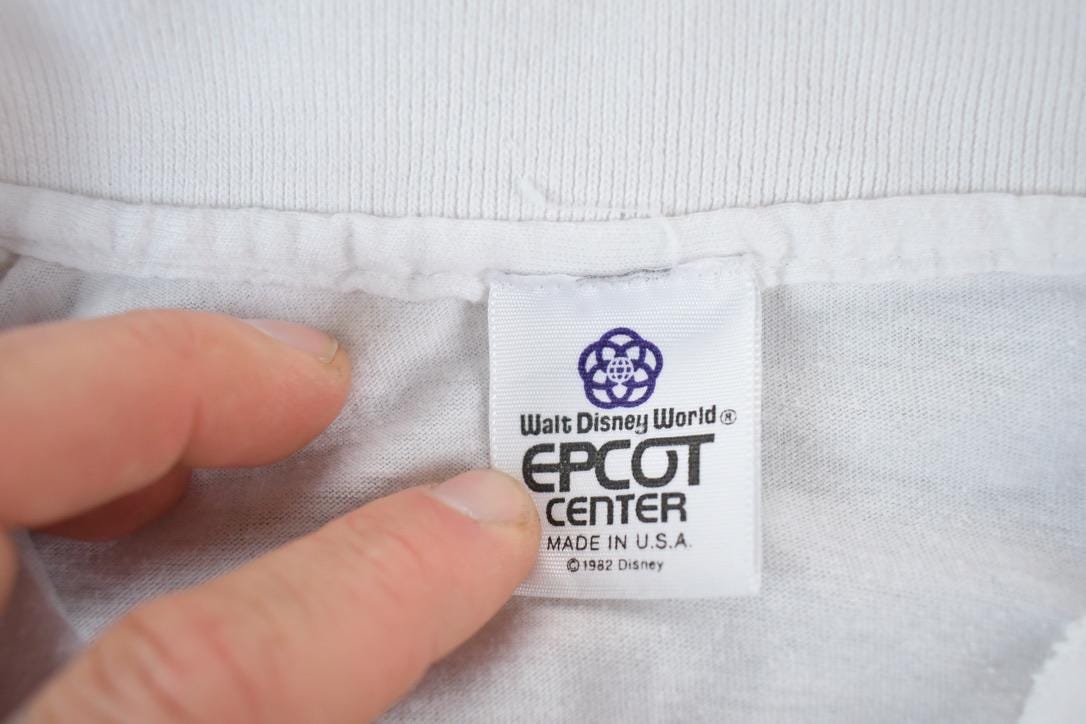 Walt Disney World®
EPCOT
CENTER
MADE IN U.S.A.
©1982 Disney